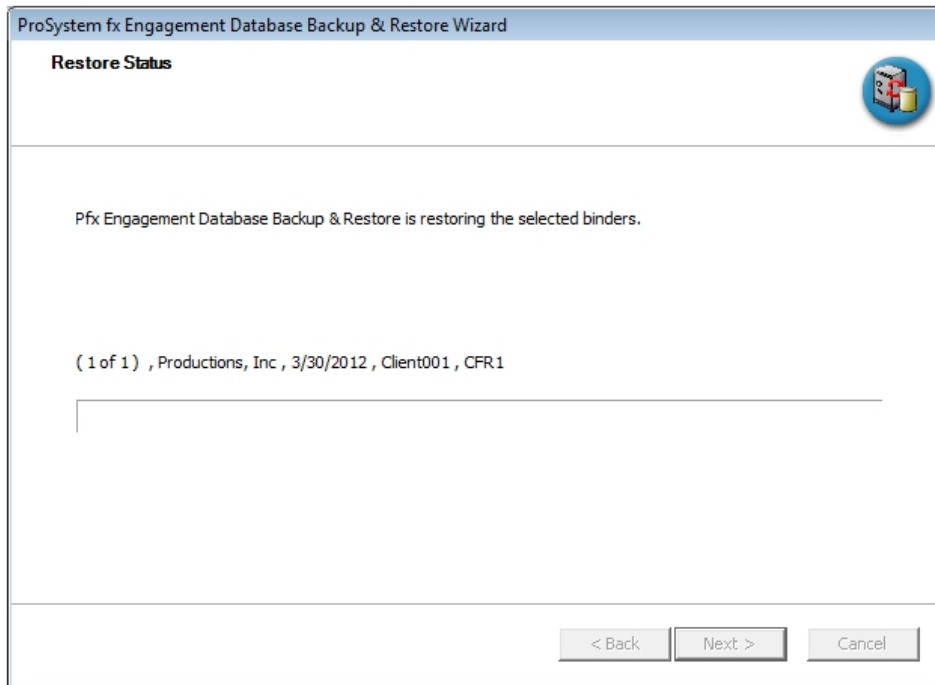 ProSystem fx Engagement Database Backup & Restore Wizard
Restore Status
Pfx Engagement Database Backup & Restore is restoring the selected binders.
( 1 of 1 ) , Productions, Inc , 3/30/2012 , Client001 , CFR1
< Back Next > Cancel